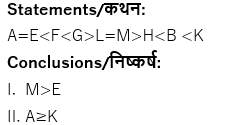 Statements/कथन:
A=E<F<G>L=M>H<B <K
Conclusions/निष्कर्ष:
I. M>E
II. A≥K